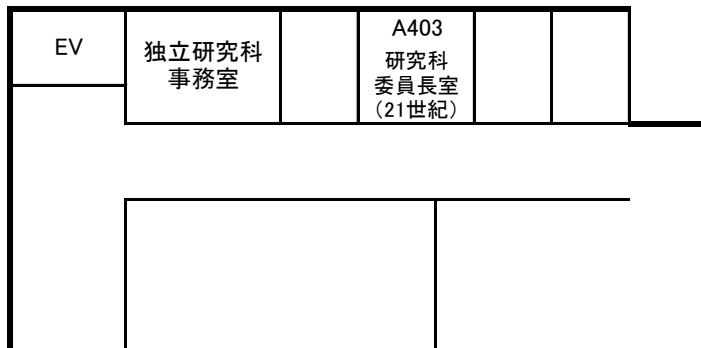 EV
独立研究科
事務室
A403
研究科
委員長室
（21世紀）